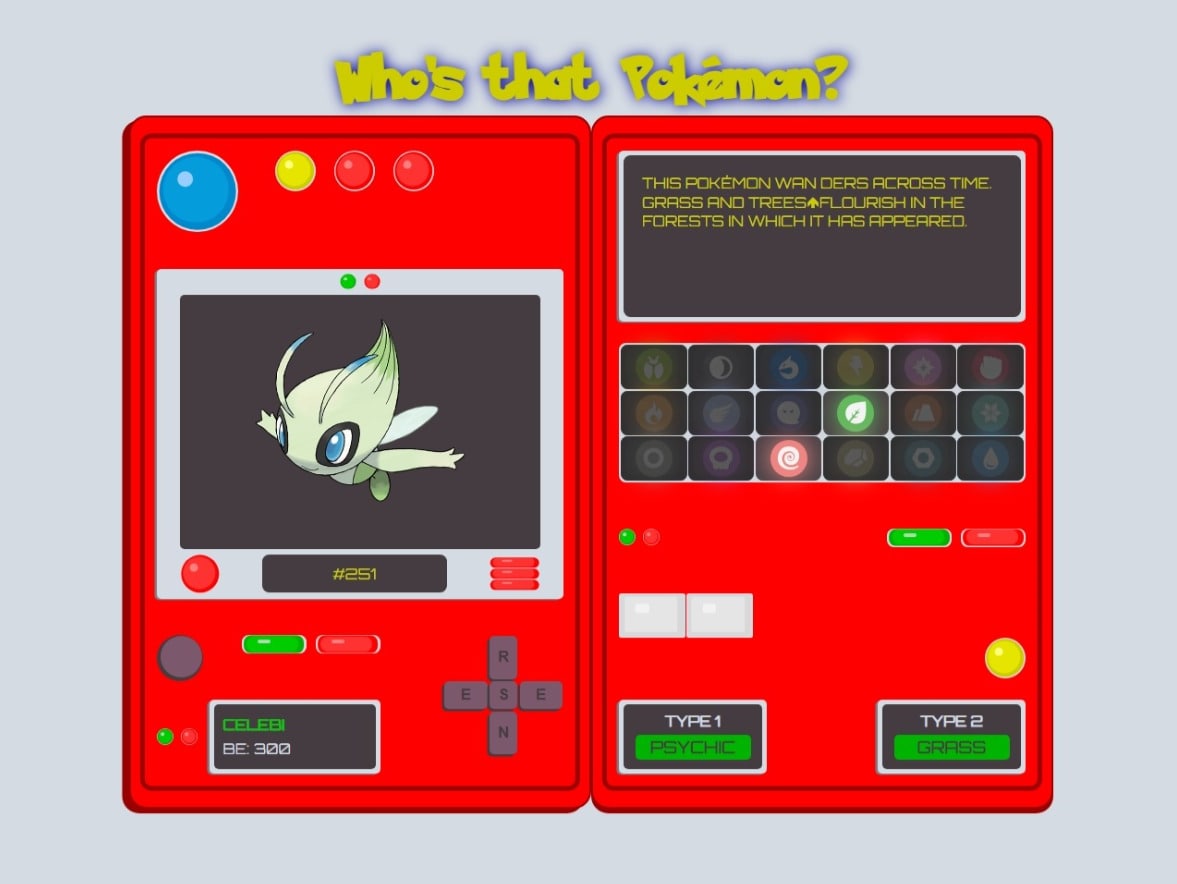 Who's that Pokémon?
THIS POKÉMON WAN DERS ACROSS TIME.
GRASS AND TREES🡅FLOURISH IN THE
FORESTS IN WHICH IT HAS APPEARED.
#251
R
E S E
N
CELEBI
BE: 300
TYPE 1
PSYCHIC
TYPE 2
GRASS